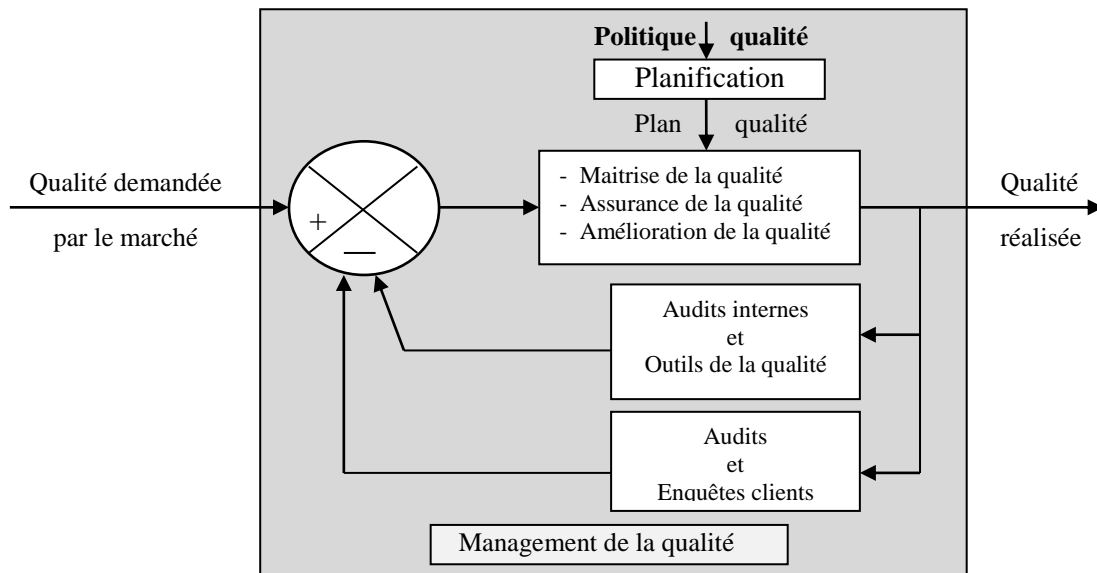 Politique qualité
Planification
Plan qualité
Qualité demandée
par le marché
+
—
- Maitrise de la qualité
- Assurance de la qualité
- Amélioration de la qualité
Qualité
réalisée
Audits internes
et
Outils de la qualité
Audits
et
Enquêtes clients
Management de la qualité